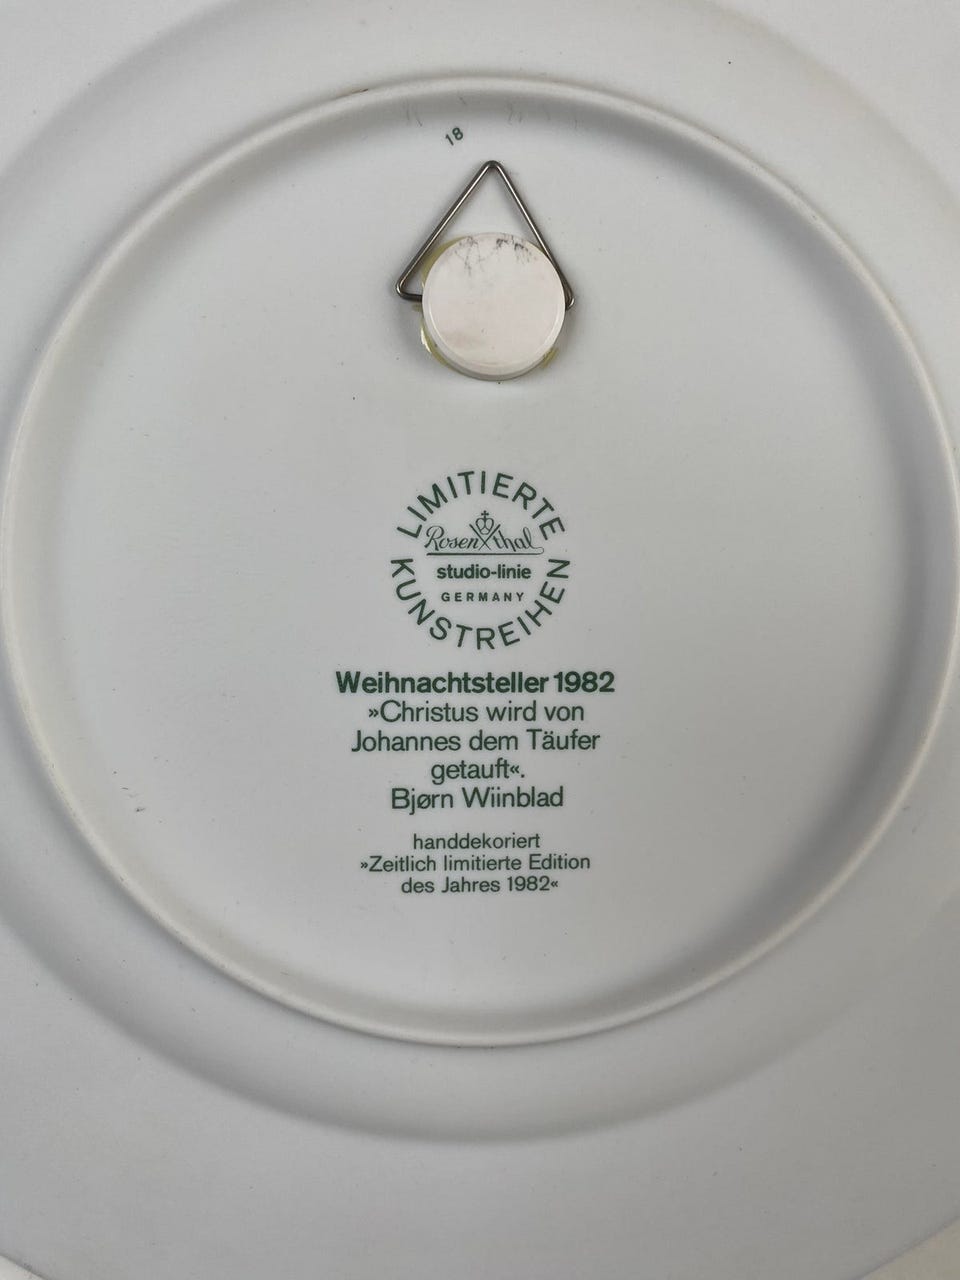 18
LIMITIERTE
Rosenthal
studio-linie
GERMANY
KUNSTREIHEN
Weihnachtsteller 1982
»Christus wird von
Johannes dem Täufer
getauft«.
Bjørn Wiinblad
handdekoriert
»Zeitlich limitierte Edition
des Jahres 1982«